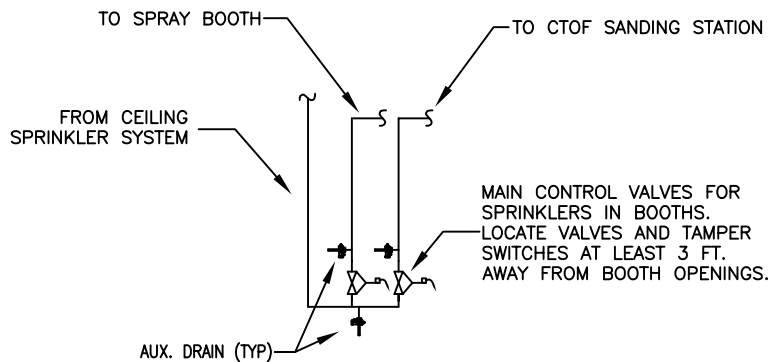 TO SPRAY BOOTH
TO CTOF SANDING STATION
FROM CEILING
SPRINKLER SYSTEM
MAIN CONTROL VALVES FOR
SPRINKLERS IN BOOTHS.
LOCATE VALVES AND TAMPER
SWITCHES AT LEAST 3 FT.
AWAY FROM BOOTH OPENINGS.
AUX. DRAIN (TYP)